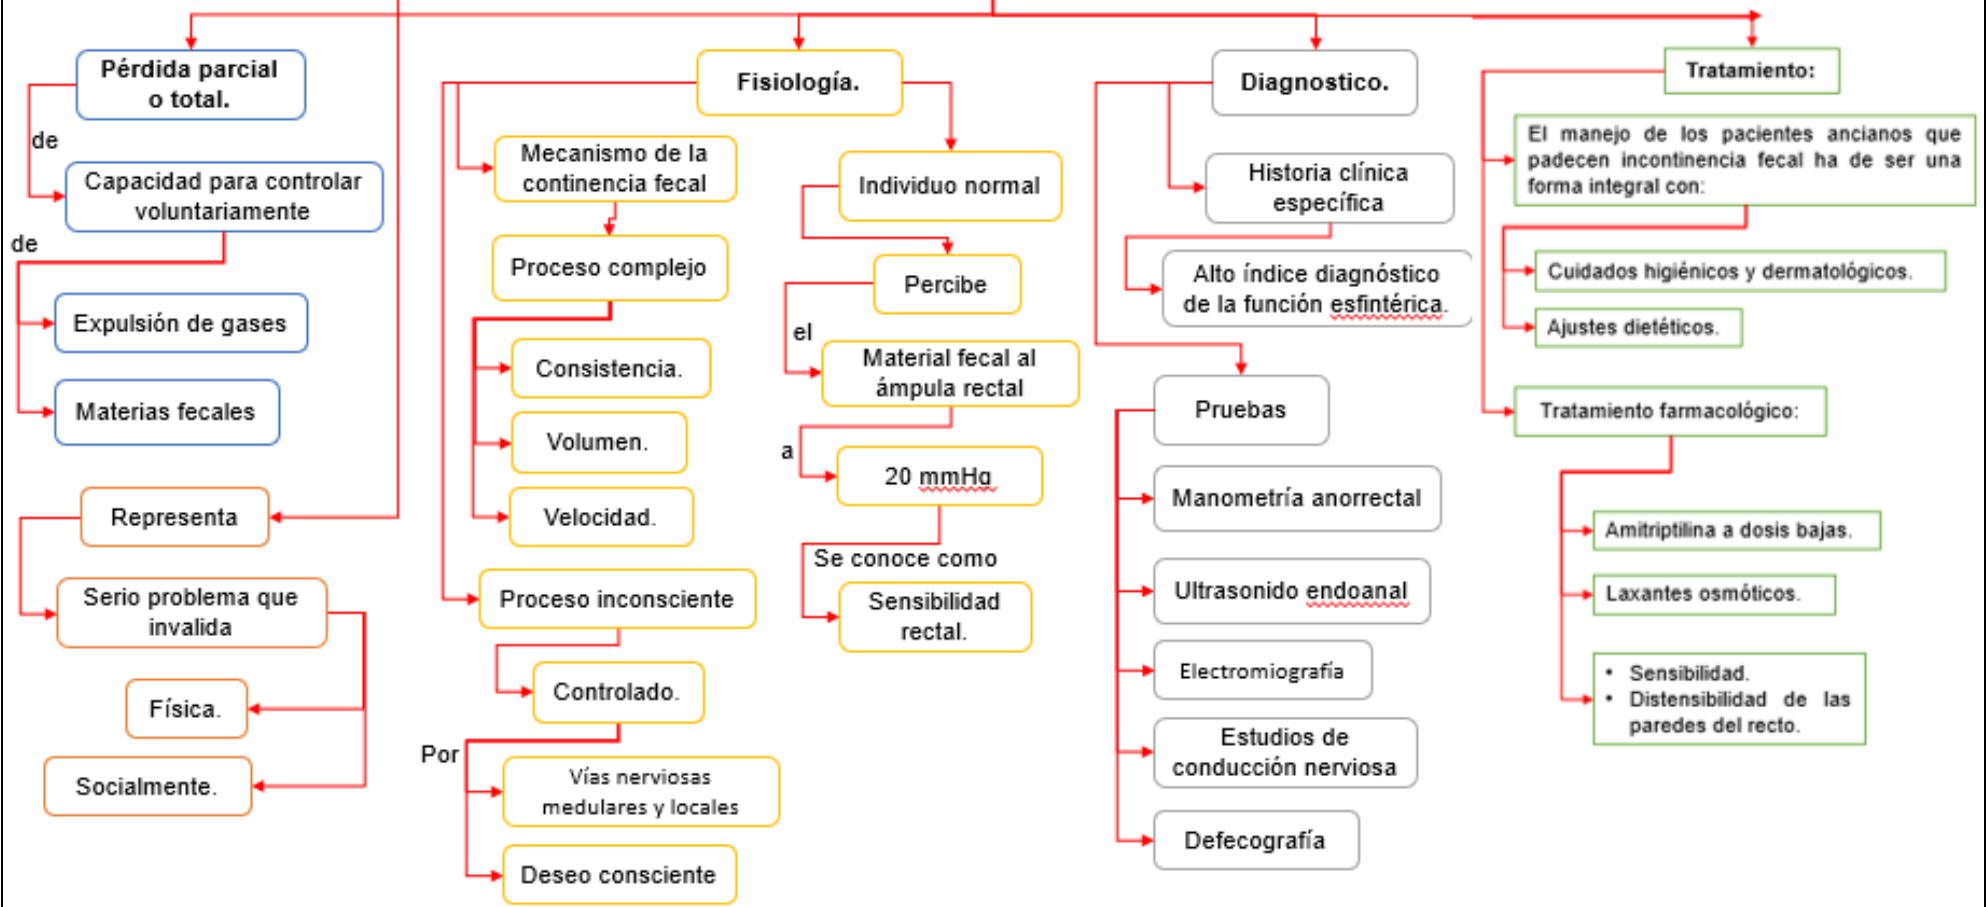 Pérdida parcial
o total.
de
Capacidad para controlar
voluntariamente
de
Expulsión de gases
Materias fecales
Representa
Serio problema que
invalida
Física.
Socialmente.
Fisiología.
Mecanismo de la
continencia fecal
Proceso complejo
Consistencia.
Volumen.
Velocidad.
Proceso inconsciente
Controlado.
Por
Vías nerviosas
medulares y locales
Deseo consciente
Individuo normal
Percibe
el
Material fecal al
ámpula rectal
a
20 mmHg
Se conoce como
Sensibilidad
rectal.
Diagnostico.
Historia clínica
específica
Alto índice diagnóstico
de la función esfintérica.
Pruebas
Manometría anorrectal
Ultrasonido endoanal
Electromiografía
Estudios de
conducción nerviosa
Defecografía
Tratamiento:
El manejo de los pacientes ancianos que
padecen incontinencia fecal ha de ser una
forma integral con:
Cuidados higiénicos y dermatológicos.
Ajustes dietéticos.
Tratamiento farmacológico:
Amitriptilina a dosis bajas.
Laxantes osmóticos.
• Sensibilidad.
• Distensibilidad de las
paredes del recto.